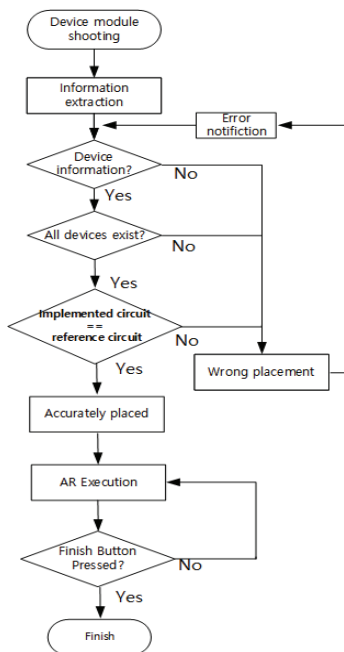 Device module
shooting
Information
extraction
Error
notifiction
Device
information?
No
Yes
All devices exist?
No
Yes
Implemented circuit
==
reference circuit
No
Yes
Wrong placement
Accurately placed
AR Execution
Finish Button
Pressed?
No
Yes
Finish